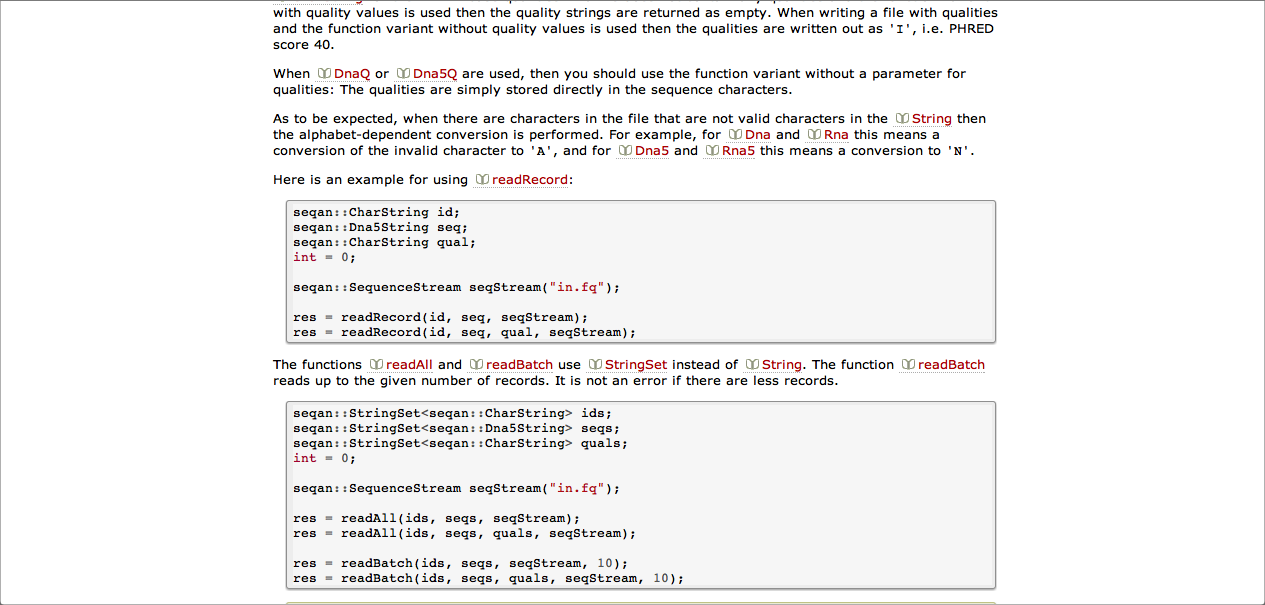 with quality values is used then the quality strings are returned as empty. When writing a file with qualities
and the function variant without quality values is used then the qualities are written out as 'I', i.e. PHRED
score 40.
When DnaQ or Dna5Q are used, then you should use the function variant without a parameter for
qualities: The qualities are simply stored directly in the sequence characters.
As to be expected, when there are characters in the file that are not valid characters in the String then
the alphabet-dependent conversion is performed. For example, for Dna and Rna this means a
conversion of the invalid character to 'A', and for Dna5 and Rna5 this means a conversion to 'N'.
Here is an example for using readRecord:
seqan::CharString id;
seqan::Dna5String seq;
seqan::CharString qual;
int = 0;
seqan::SequenceStream seqStream("in.fq");
res = readRecord(id, seq, seqStream);
res = readRecord(id, seq, qual, seqStream);
The functions readAll and readBatch use StringSet instead of String. The function readBatch
reads up to the given number of records. It is not an error if there are less records.
seqan::StringSet<seqan::CharString> ids;
seqan::StringSet<seqan::Dna5String> seqs;
seqan::StringSet<seqan::CharString> quals;
int = 0;
seqan::SequenceStream seqStream("in.fq");
res = readAll(ids, seqs, seqStream);
res = readAll(ids, seqs, quals, seqStream);
res = readBatch(ids, seqs, seqStream, 10);
res = readBatch(ids, seqs, quals, seqStream, 10);